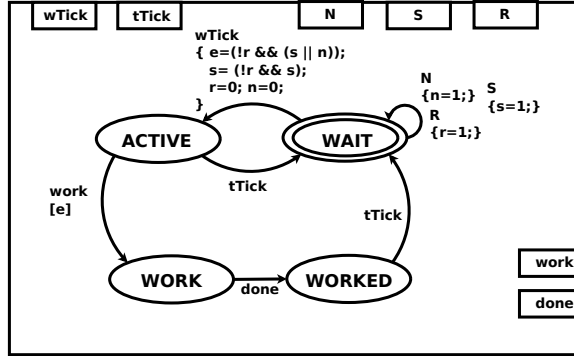 wTick
tTick
N
S
R
wTick
{ e=(!r && (s || n));
s= (!r && s);
r=0; n=0;
}
N
{n=1;}
S
{s=1;}
R
{r=1;}
ACTIVE
WAIT
tTick
work
[e]
tTick
WORK
done
WORKED
work
done